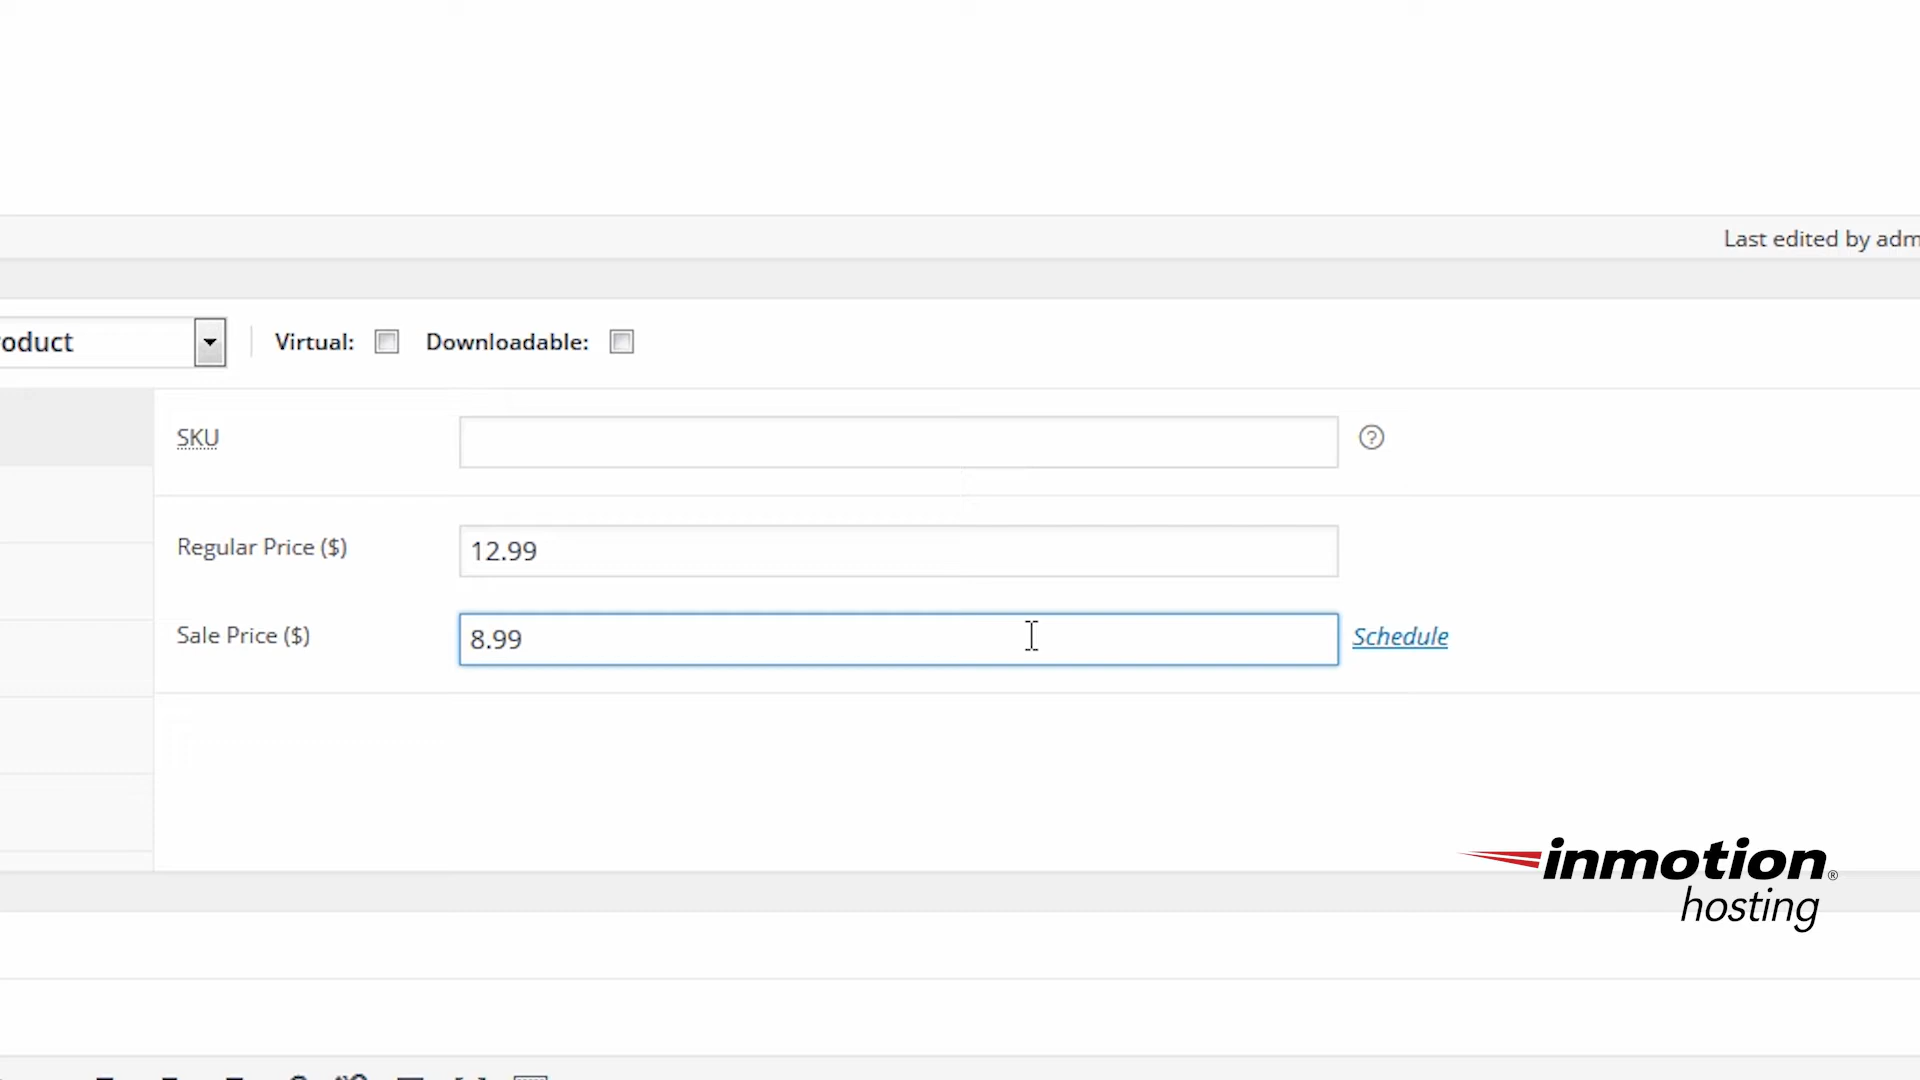 Last edited by adm
oduct
Virtual:
Downloadable:
SKU
?
Regular Price ($)
12.99
Sale Price ($)
8.99
Schedule
inmotion®
hosting